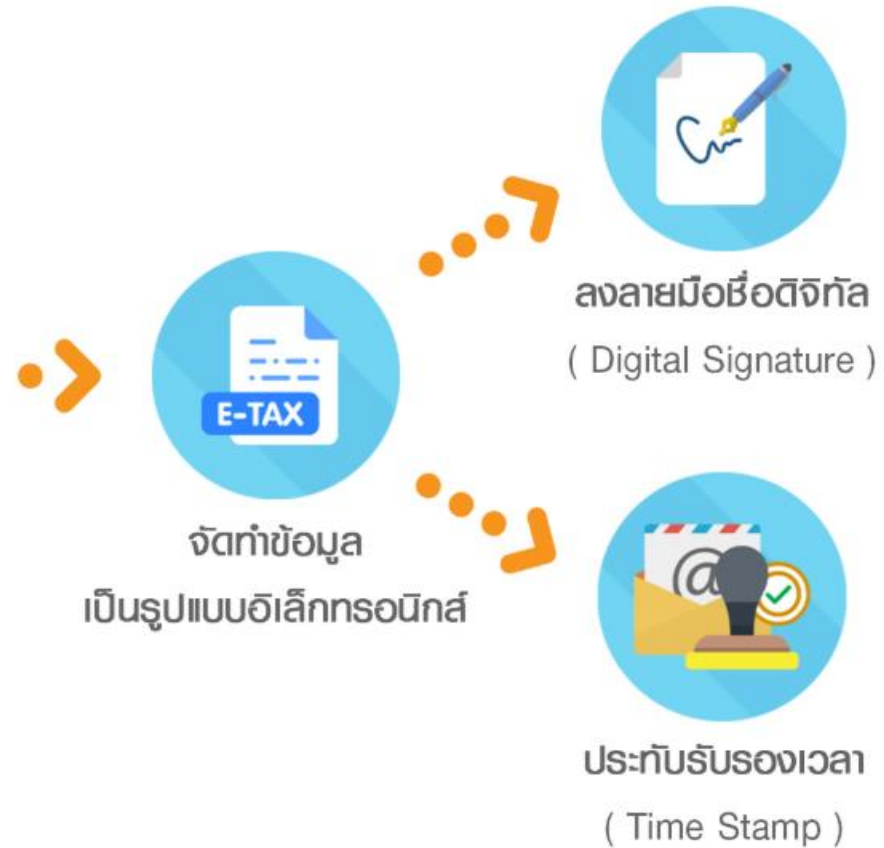 ลงลายมือชื่อดิจิทัล
( Digital Signature )
E-TAX
จัดทำข้อมูล
เป็นรูปแบบอิเล็กทรอนิกส์
@
ประทับรับรองเวลา
( Time Stamp )